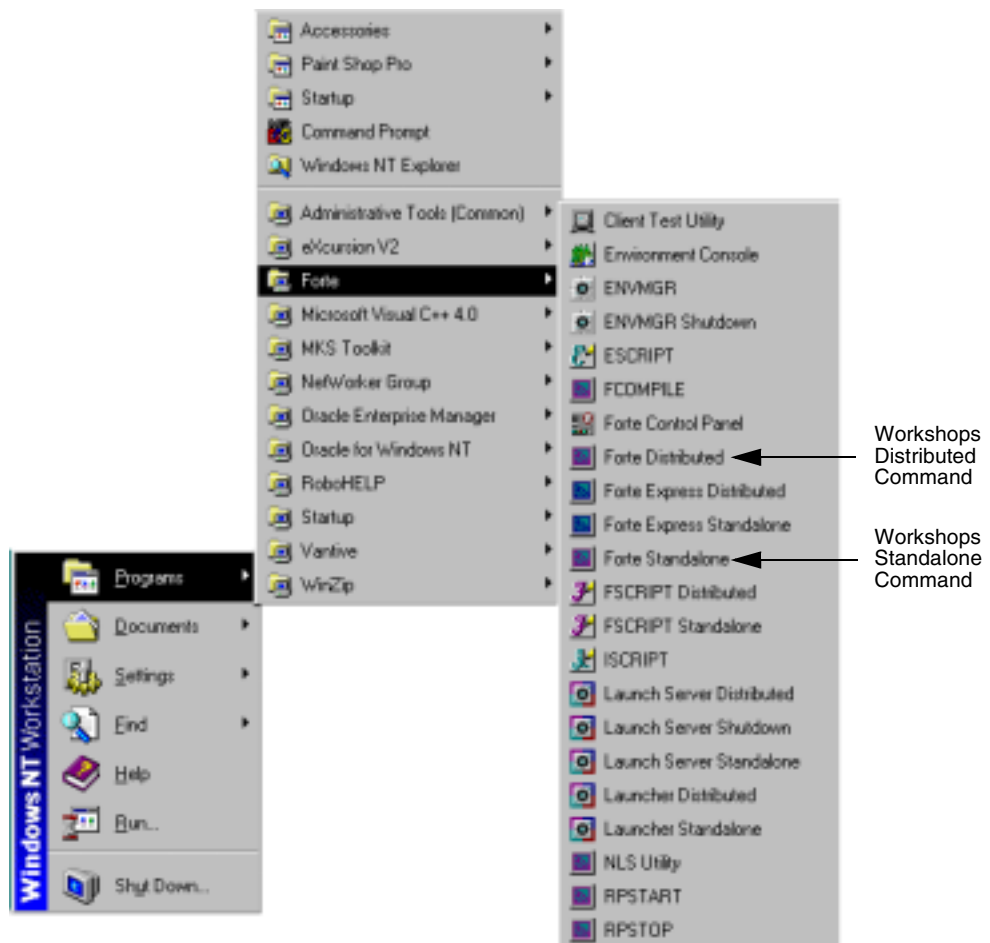 Accessories
Paint Shop Pro
Startup
Command Prompt
Windows NT Explorer
Administrative Tools (Common)
eXcursion V2
Forte
Microsoft Visual C++ 4.0
MKS Toolkit
NetWorker Group
Oracle Enterprise Manager
Oracle for Windows NT
RoboHELP
Startup
Vantive
WinZip
Client Test Utility
Environment Console
ENVMGR
ENVMGR Shutdown
ESCRIPT
FCOMPILE
Forte Control Panel
Forte Distributed
Forte Express Distributed
Forte Express Standalone
Forte Standalone
FSCRIPT Distributed
FSCRIPT Standalone
ISCRIPT
Launch Server Distributed
Launch Server Shutdown
Launch Server Standalone
Launcher Distributed
Launcher Standalone
NLS Utility
RPSTART
RPSTOP
Workshops
Distributed
Command
Workshops
Standalone
Command
Windows NT Workstation
Programs
Documents
Settings
Find
Help
Run...
Shut Down...